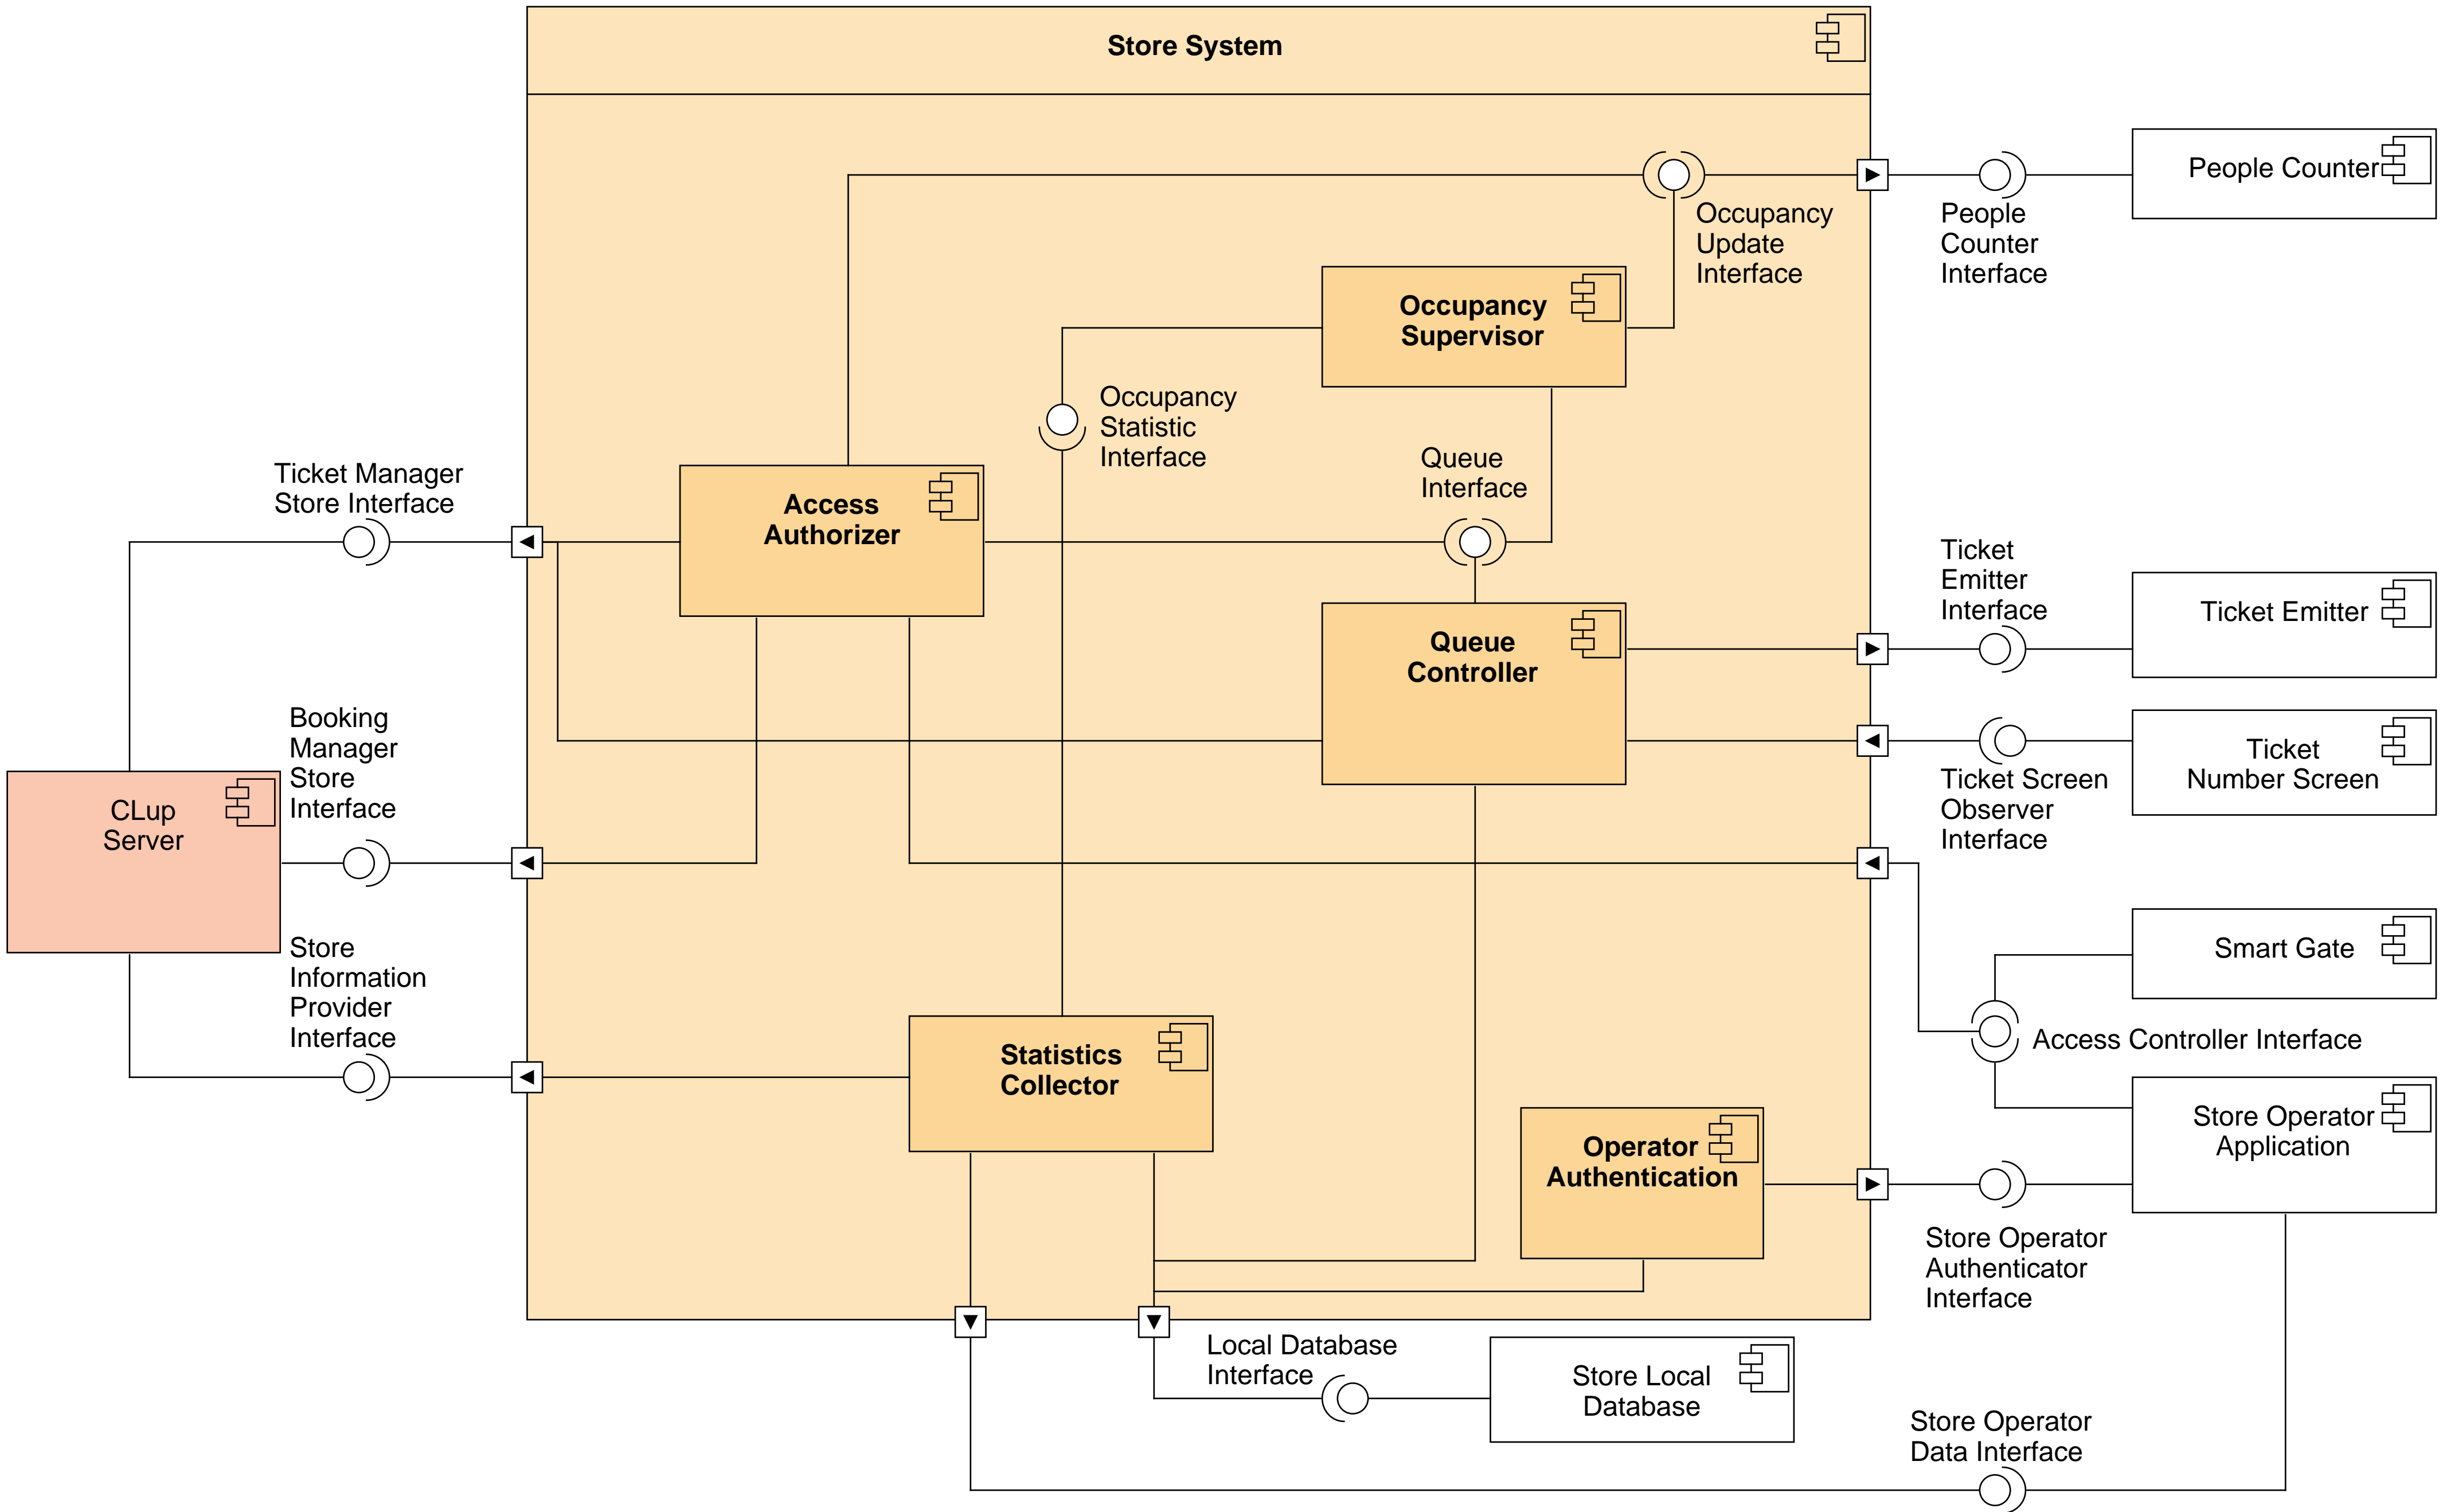 Store System
People Counter
Occupancy
Update
Interface
People
Counter
Interface
Occupancy
Supervisor
Occupancy
Statistic
Interface
Queue
Interface
Ticket Manager
Store Interface
Access
Authorizer
Ticket
Emitter
Interface
Ticket Emitter
Queue
Controller
Booking
Manager
Store
Interface
Ticket
Number Screen
Ticket Screen
Observer
Interface
CLup
Server
Store
Information
Provider
Interface
Smart Gate
Access Controller Interface
Statistics
Collector
Operator
Authentication
Store Operator
Application
Store Operator
Authenticator
Interface
Local Database
Interface
Store Local
Database
Store Operator
Data Interface